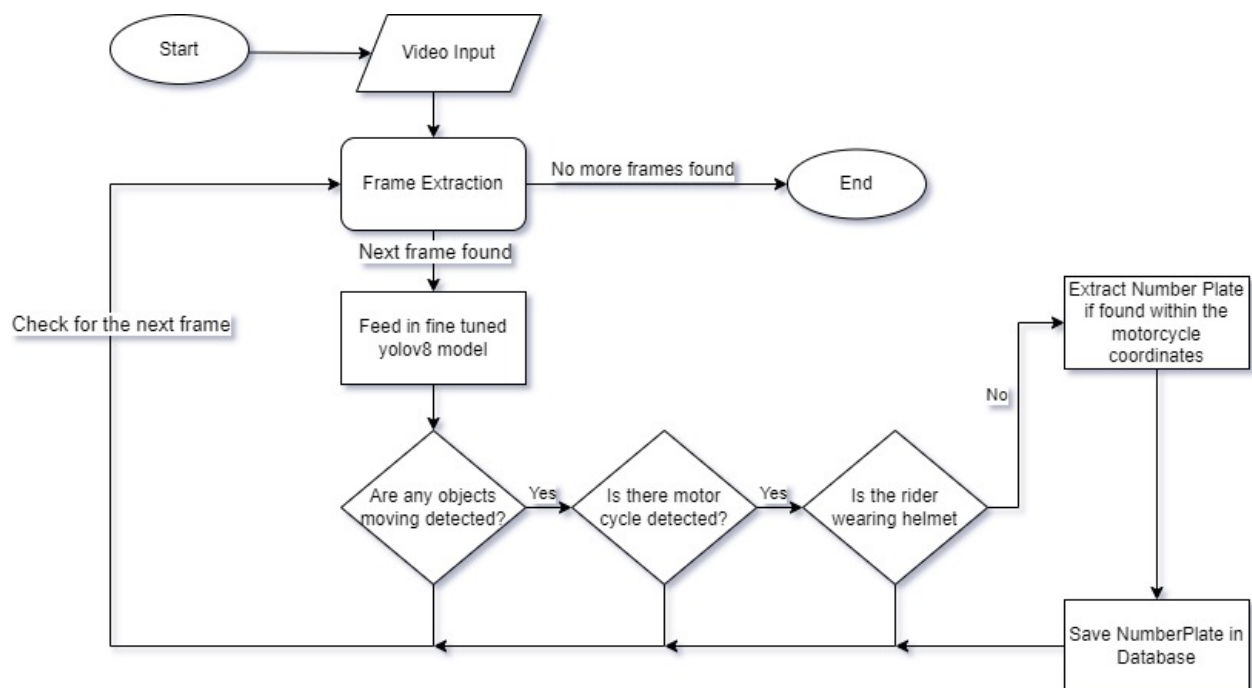 Start
Video Input
Frame Extraction
No more frames found
End
Next frame found
Check for the next frame
Feed in fine tuned
yolov8 model
Extract Number Plate
if found within the
motorcycle
coordinates
No
Are any objects
moving detected?
Yes
Is there motor
cycle detected?
Yes
Is the rider
wearing helmet
Save NumberPlate in
Database